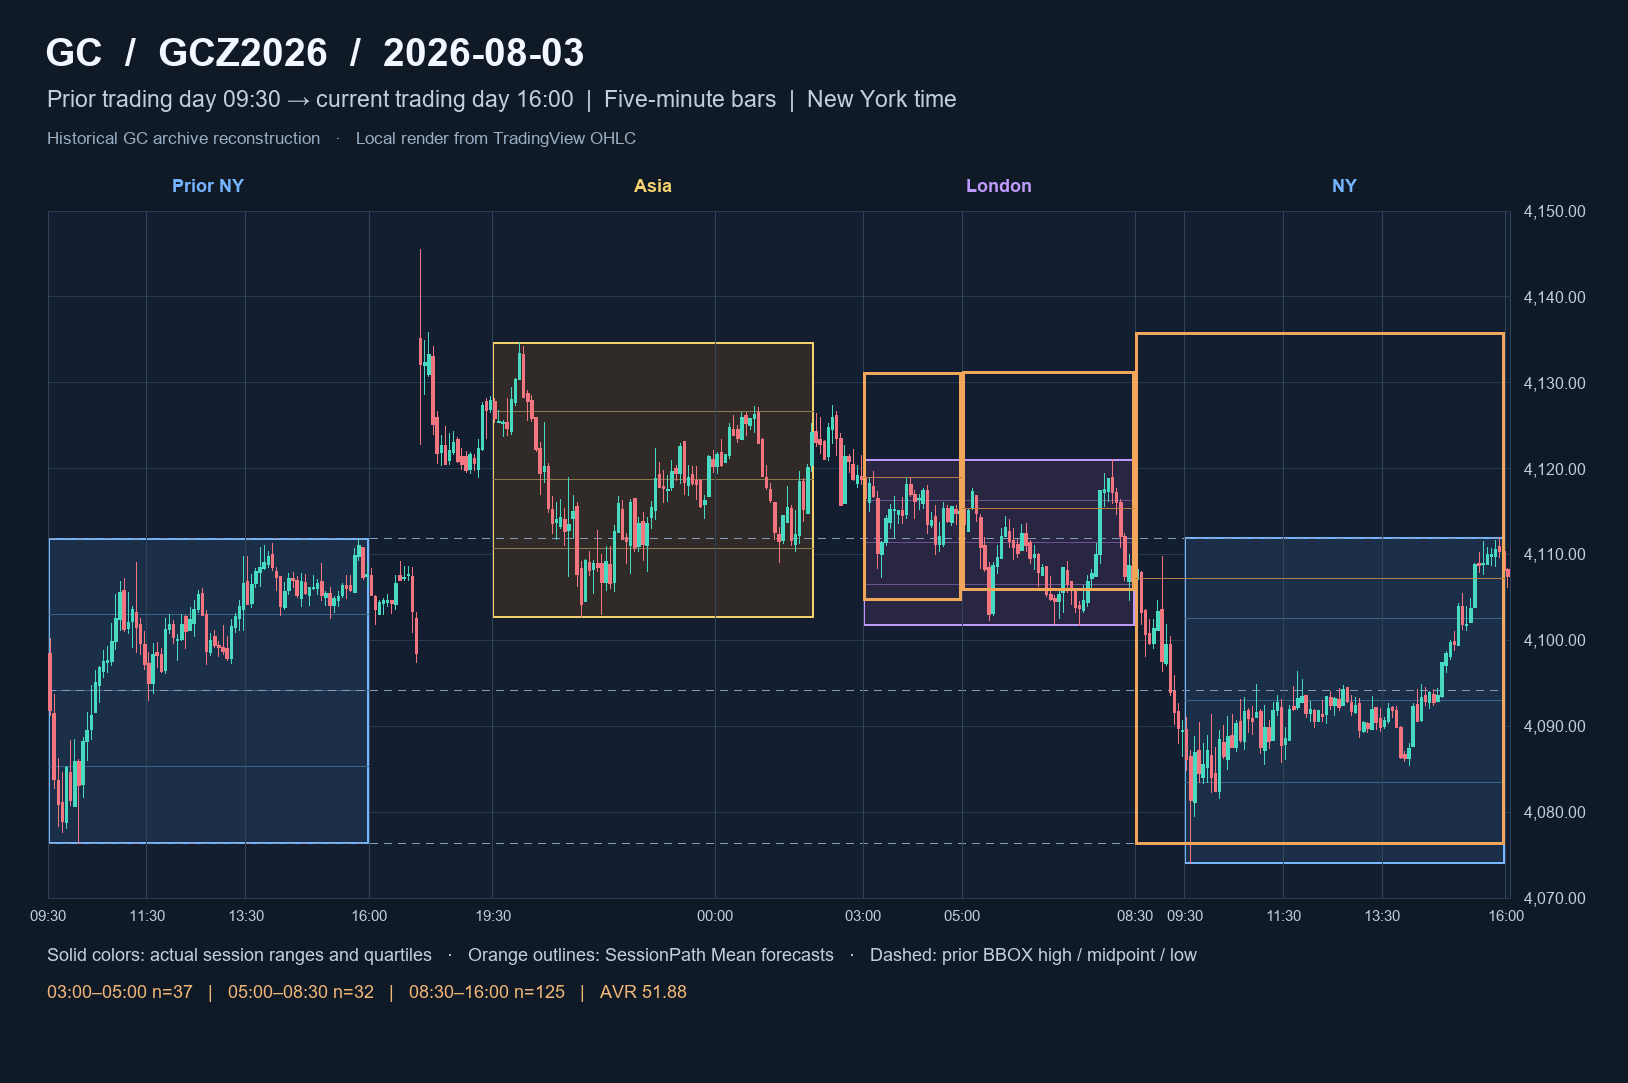 GC / GCZ2026 / 2026-08-03
Prior trading day 09:30 → current trading day 16:00 | Five-minute bars | New York time
Historical GC archive reconstruction · Local render from TradingView OHLC
Prior NY Asia London NY
4,150.00
4,140.00
4,130.00
4,120.00
4,110.00
4,100.00
4,090.00
4,080.00
4,070.00
09:30 11:30 13:30 16:00 19:30 00:00 03:00 05:00 08:30 09:30 11:30 13:30 16:00
Solid colors: actual session ranges and quartiles · Orange outlines: SessionPath Mean forecasts · Dashed: prior BBOX high / midpoint / low
03:00–05:00 n=37 | 05:00–08:30 n=32 | 08:30–16:00 n=125 | AVR 51.88